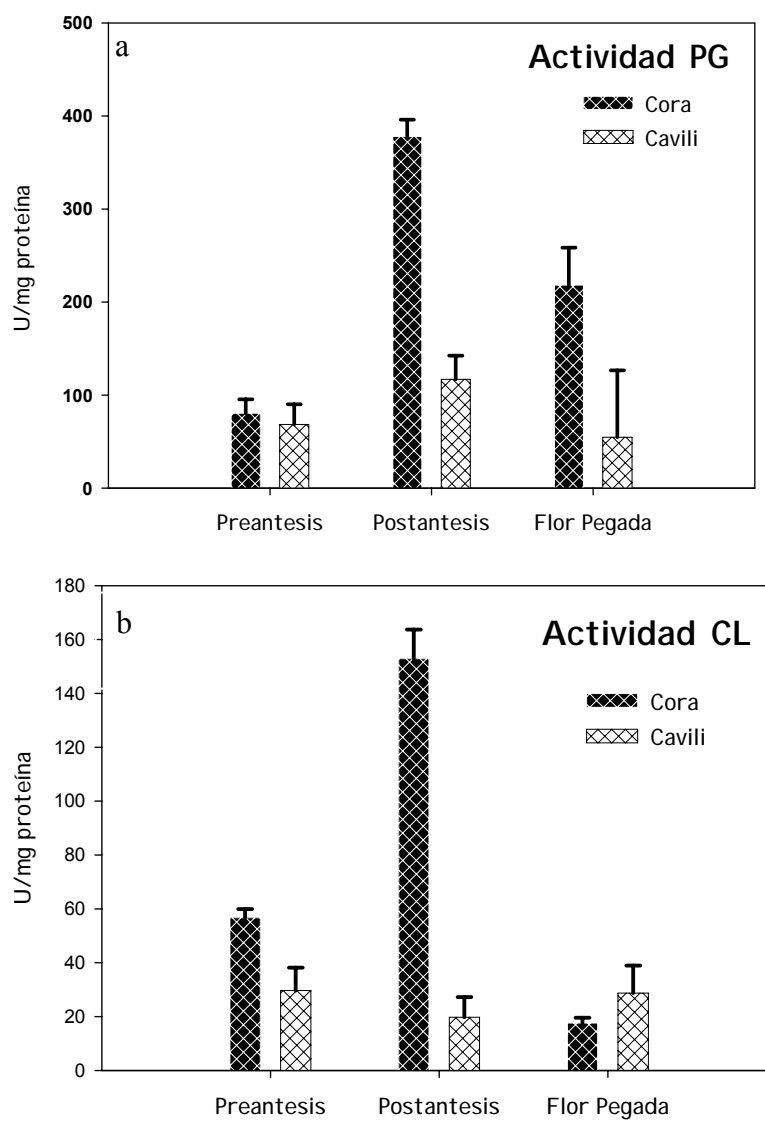 a
Actividad PG
Cora
Cavili
U/mg proteína
500
400
300
200
100
0
Preantesis Postantesis Flor Pegada
b
Actividad CL
Cora
Cavili
U/mg proteína
180
160
140
120
100
80
60
40
20
0
Preantesis Postantesis Flor Pegada